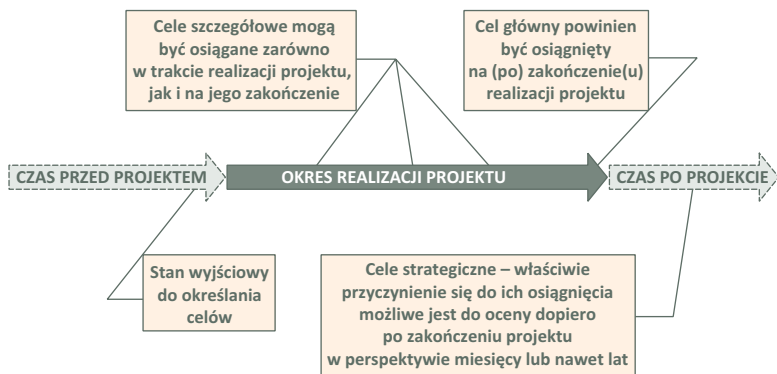 Cele szczegółowe mogą
być osiągane zarówno
w trakcie realizacji projektu,
jak i na jego zakończenie
Cel główny powinien
być osiągnięty
na (po) zakończenie(u)
realizacji projektu
CZAS PRZED PROJEKTEM
OKRES REALIZACJI PROJEKTU
CZAS PO PROJEKCIE
Stan wyjściowy
do określania
celów
Cele strategiczne – właściwie
przyczynienie się do ich osiągnięcia
możliwe jest do oceny dopiero
po zakończeniu projektu
w perspektywie miesięcy lub nawet lat